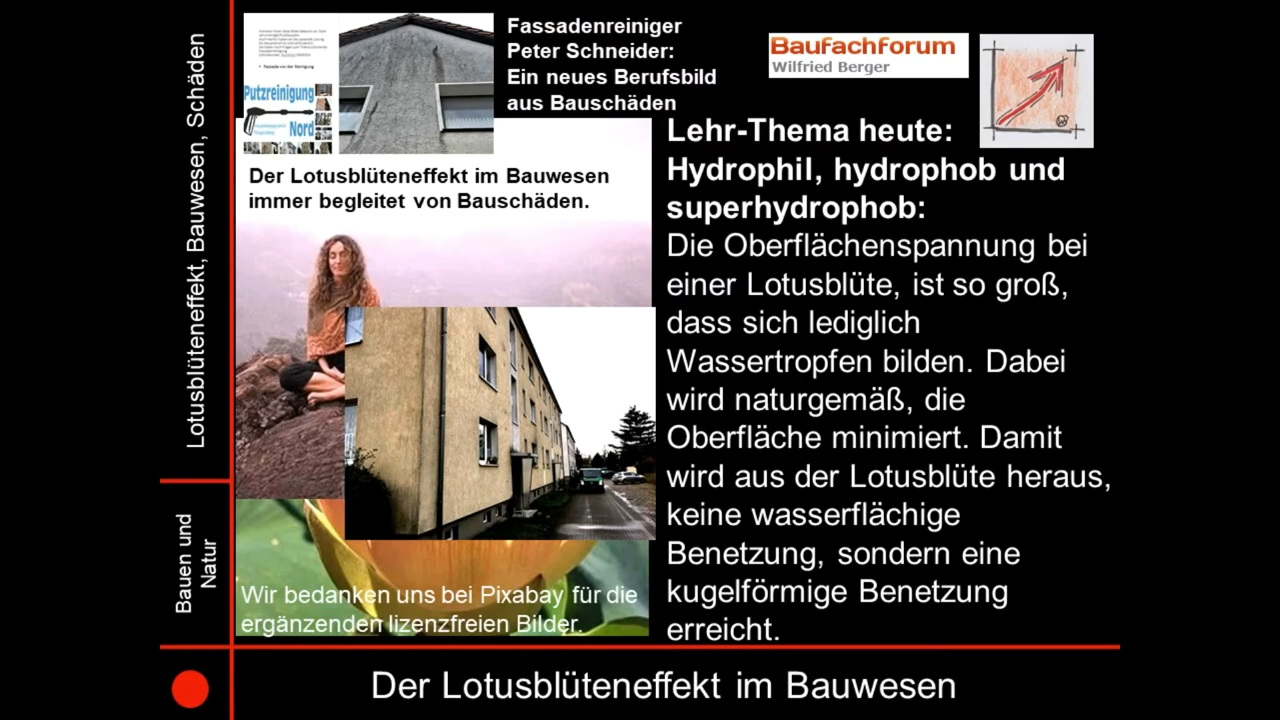 Fassadenreiniger
Peter Schneider:
Ein neues Berufsbild
aus Bauschäden
Baufachforum
Wilfried Berger
Putzreinigung
Nord
Der Lotusblüteneffekt im Bauwesen
immer begleitet von Bauschäden.
Lehr-Thema heute:
Hydrophil, hydrophob und
superhydrophob:
Die Oberflächenspannung bei
einer Lotusblüte, ist so groß,
dass sich lediglich
Wassertropfen bilden. Dabei
wird naturgemäß, die
Oberfläche minimiert. Damit
wird aus der Lotusblüte heraus,
keine wasserflächige
Benetzung, sondern eine
kugelförmige Benetzung
erreicht.
Wir bedanken uns bei Pixabay für die
ergänzenden lizenzfreien Bilder.
Lotusblüteneffekt, Bauwesen, Schäden
Bauen und
Natur
Der Lotusblüteneffekt im Bauwesen